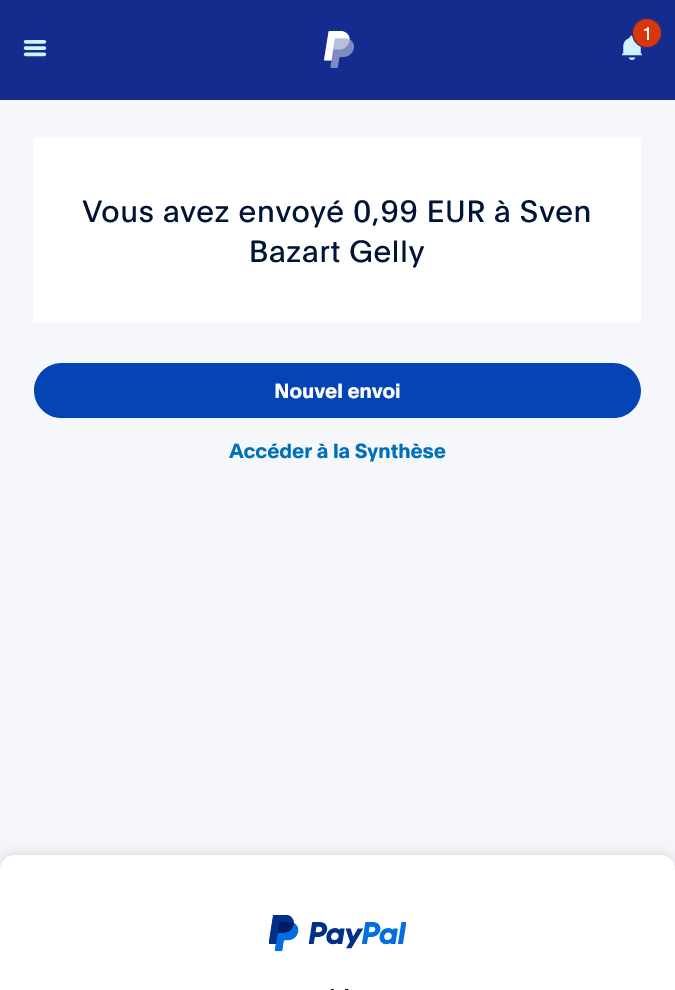 1
Vous avez envoyé 0,99 EUR à Sven
Bazart Gelly
Nouvel envoi
Accéder à la Synthèse
PayPal